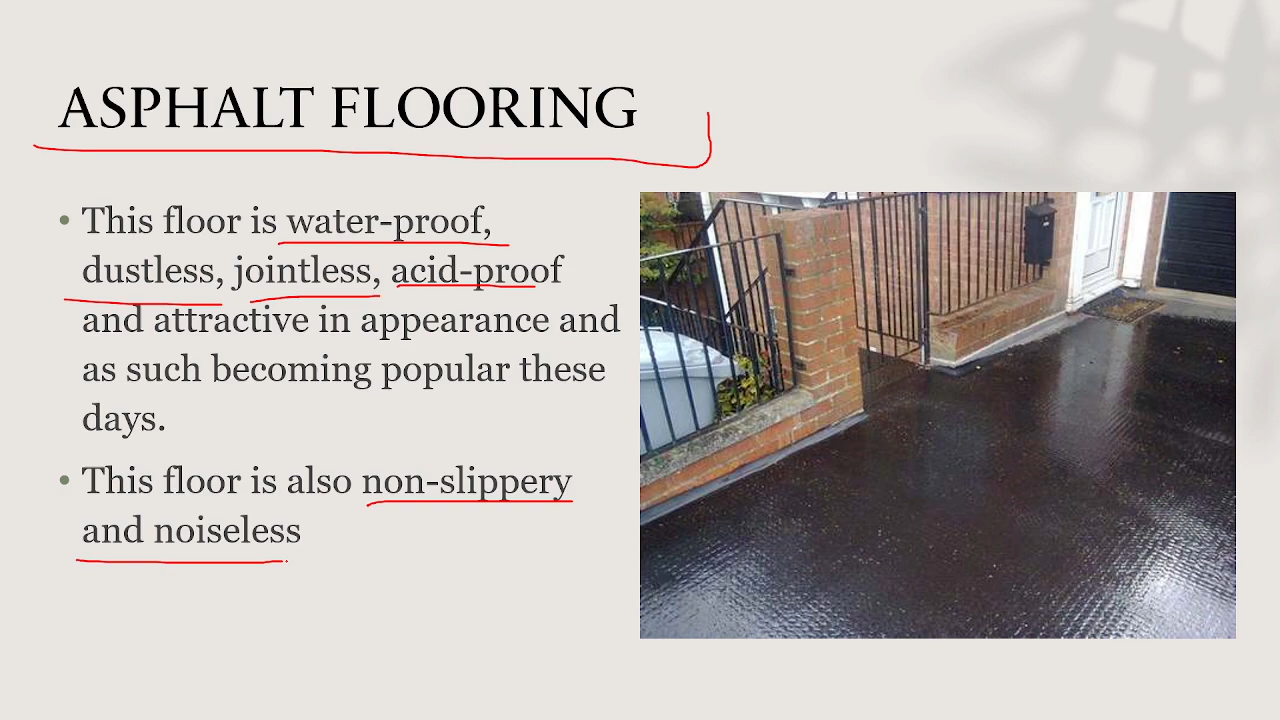 ASPHALT FLOORING
• This floor is water-proof,
dustless, jointless, acid-proof
and attractive in appearance and
as such becoming popular these
days.
• This floor is also non-slippery
and noiseless